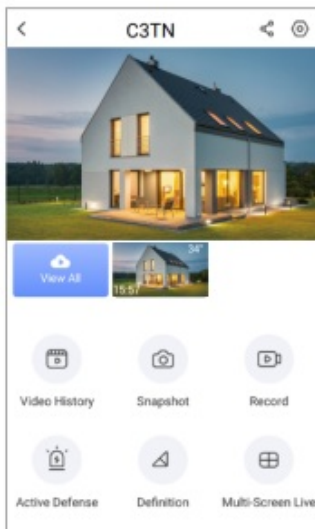 C3TN
View All
34"
15:57
Video History Snapshot Record
Active Defense Definition Multi-Screen Live